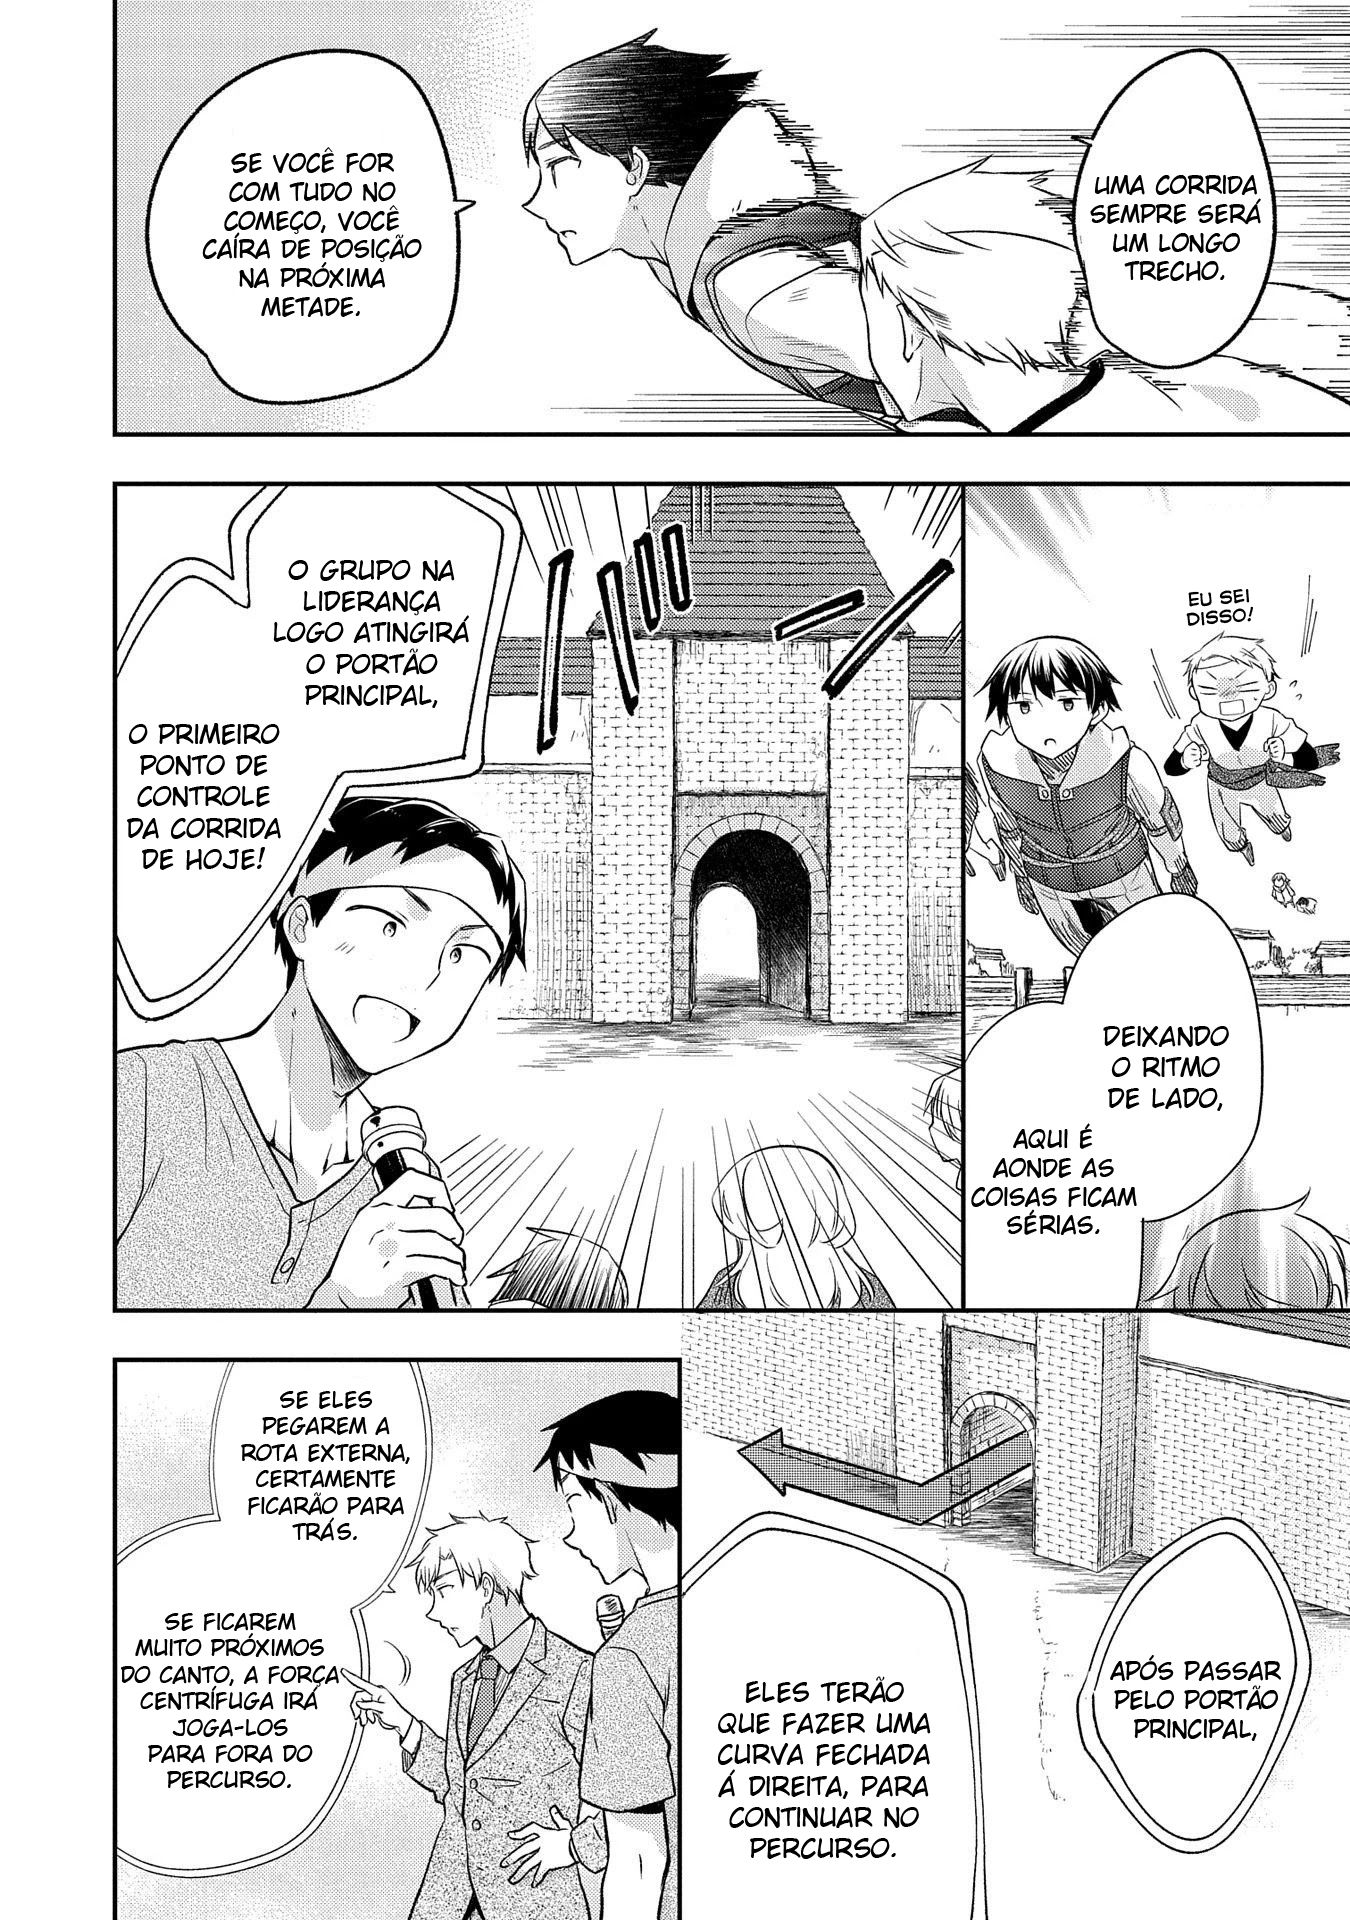 UMA CORRIDA
SEMPRE SERÁ
UM LONGO
TRECHO.
SE VOCÊ FOR
COM TUDO NO
COMEÇO, VOCÊ
CAÍRA DE POSIÇÃO
NA PRÓXIMA
METADE.
EU SEI
DISSO!
DEIXANDO
O RITMO
DE LADO,
AQUI É
AONDE AS
COISAS FICAM
SÉRIAS.
O GRUPO NA
LIDERANÇA
LOGO ATINGIRÁ
O PORTÃO
PRINCIPAL,
O PRIMEIRO
PONTO DE
CONTROLE
DA CORRIDA
DE HOJE!
APÓS PASSAR
PELO PORTÃO
PRINCIPAL,
ELES TERÃO
QUE FAZER UMA
CURVA FECHADA
Á DIREITA, PARA
CONTINUAR NO
PERCURSO.
SE ELES
PEGAREM A
ROTA EXTERNA,
CERTAMENTE
FICARÃO PARA
TRÁS.
SE FICAREM
MUITO PRÓXIMOS
DO CANTO, A FORÇA
CENTRÍFUGA IRÁ
JOGA-LOS
PARA FORA DO
PERCURSO.